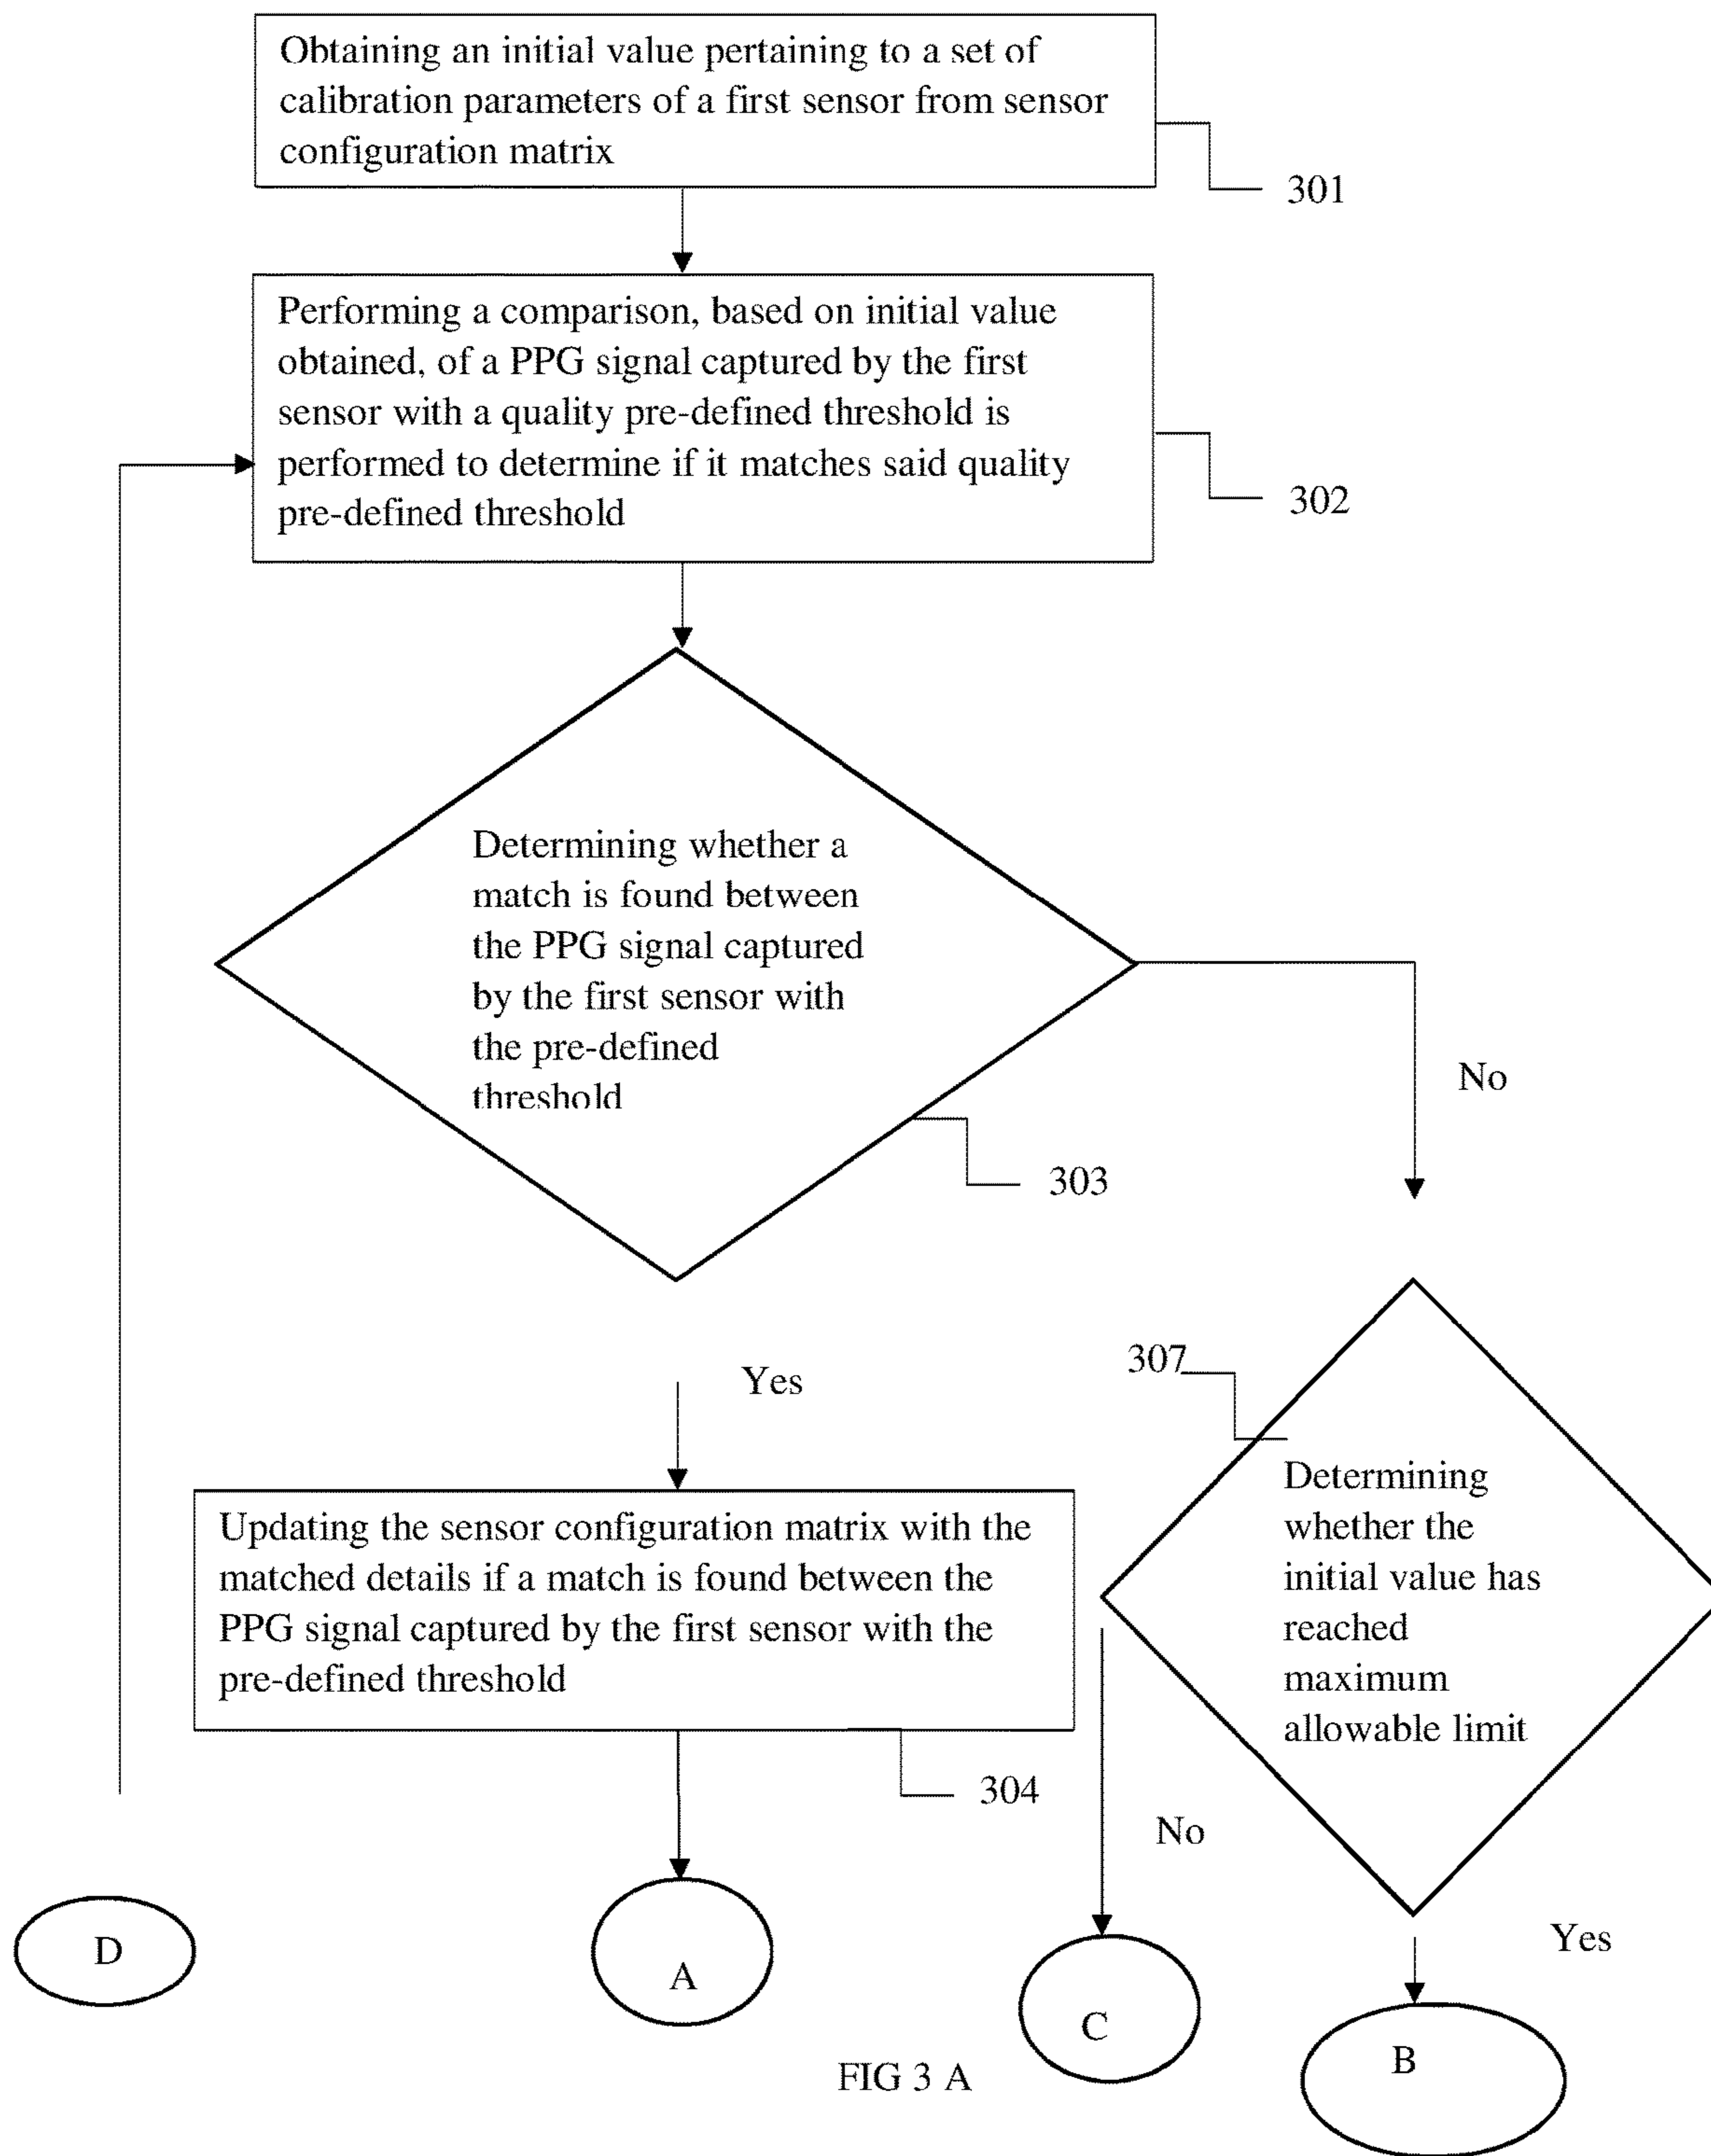 Obtaining an initial value pertaining to a set of
calibration parameters of a first sensor from sensor
configuration matrix
301
Performing a comparison, based on initial value
obtained, of a PPG signal captured by the first
sensor with a quality pre-defined threshold is
performed to determine if it matches said quality
pre-defined threshold
302
Determining whether a
match is found between
the PPG signal captured
by the first sensor with
the pre-defined
threshold
No
303
307
Yes
Determining
whether the
initial value has
reached
maximum
allowable limit
Updating the sensor configuration matrix with the
matched details if a match is found between the
PPG signal captured by the first sensor with the
pre-defined threshold
304
No
Yes
D
A
C
B
FIG 3 A